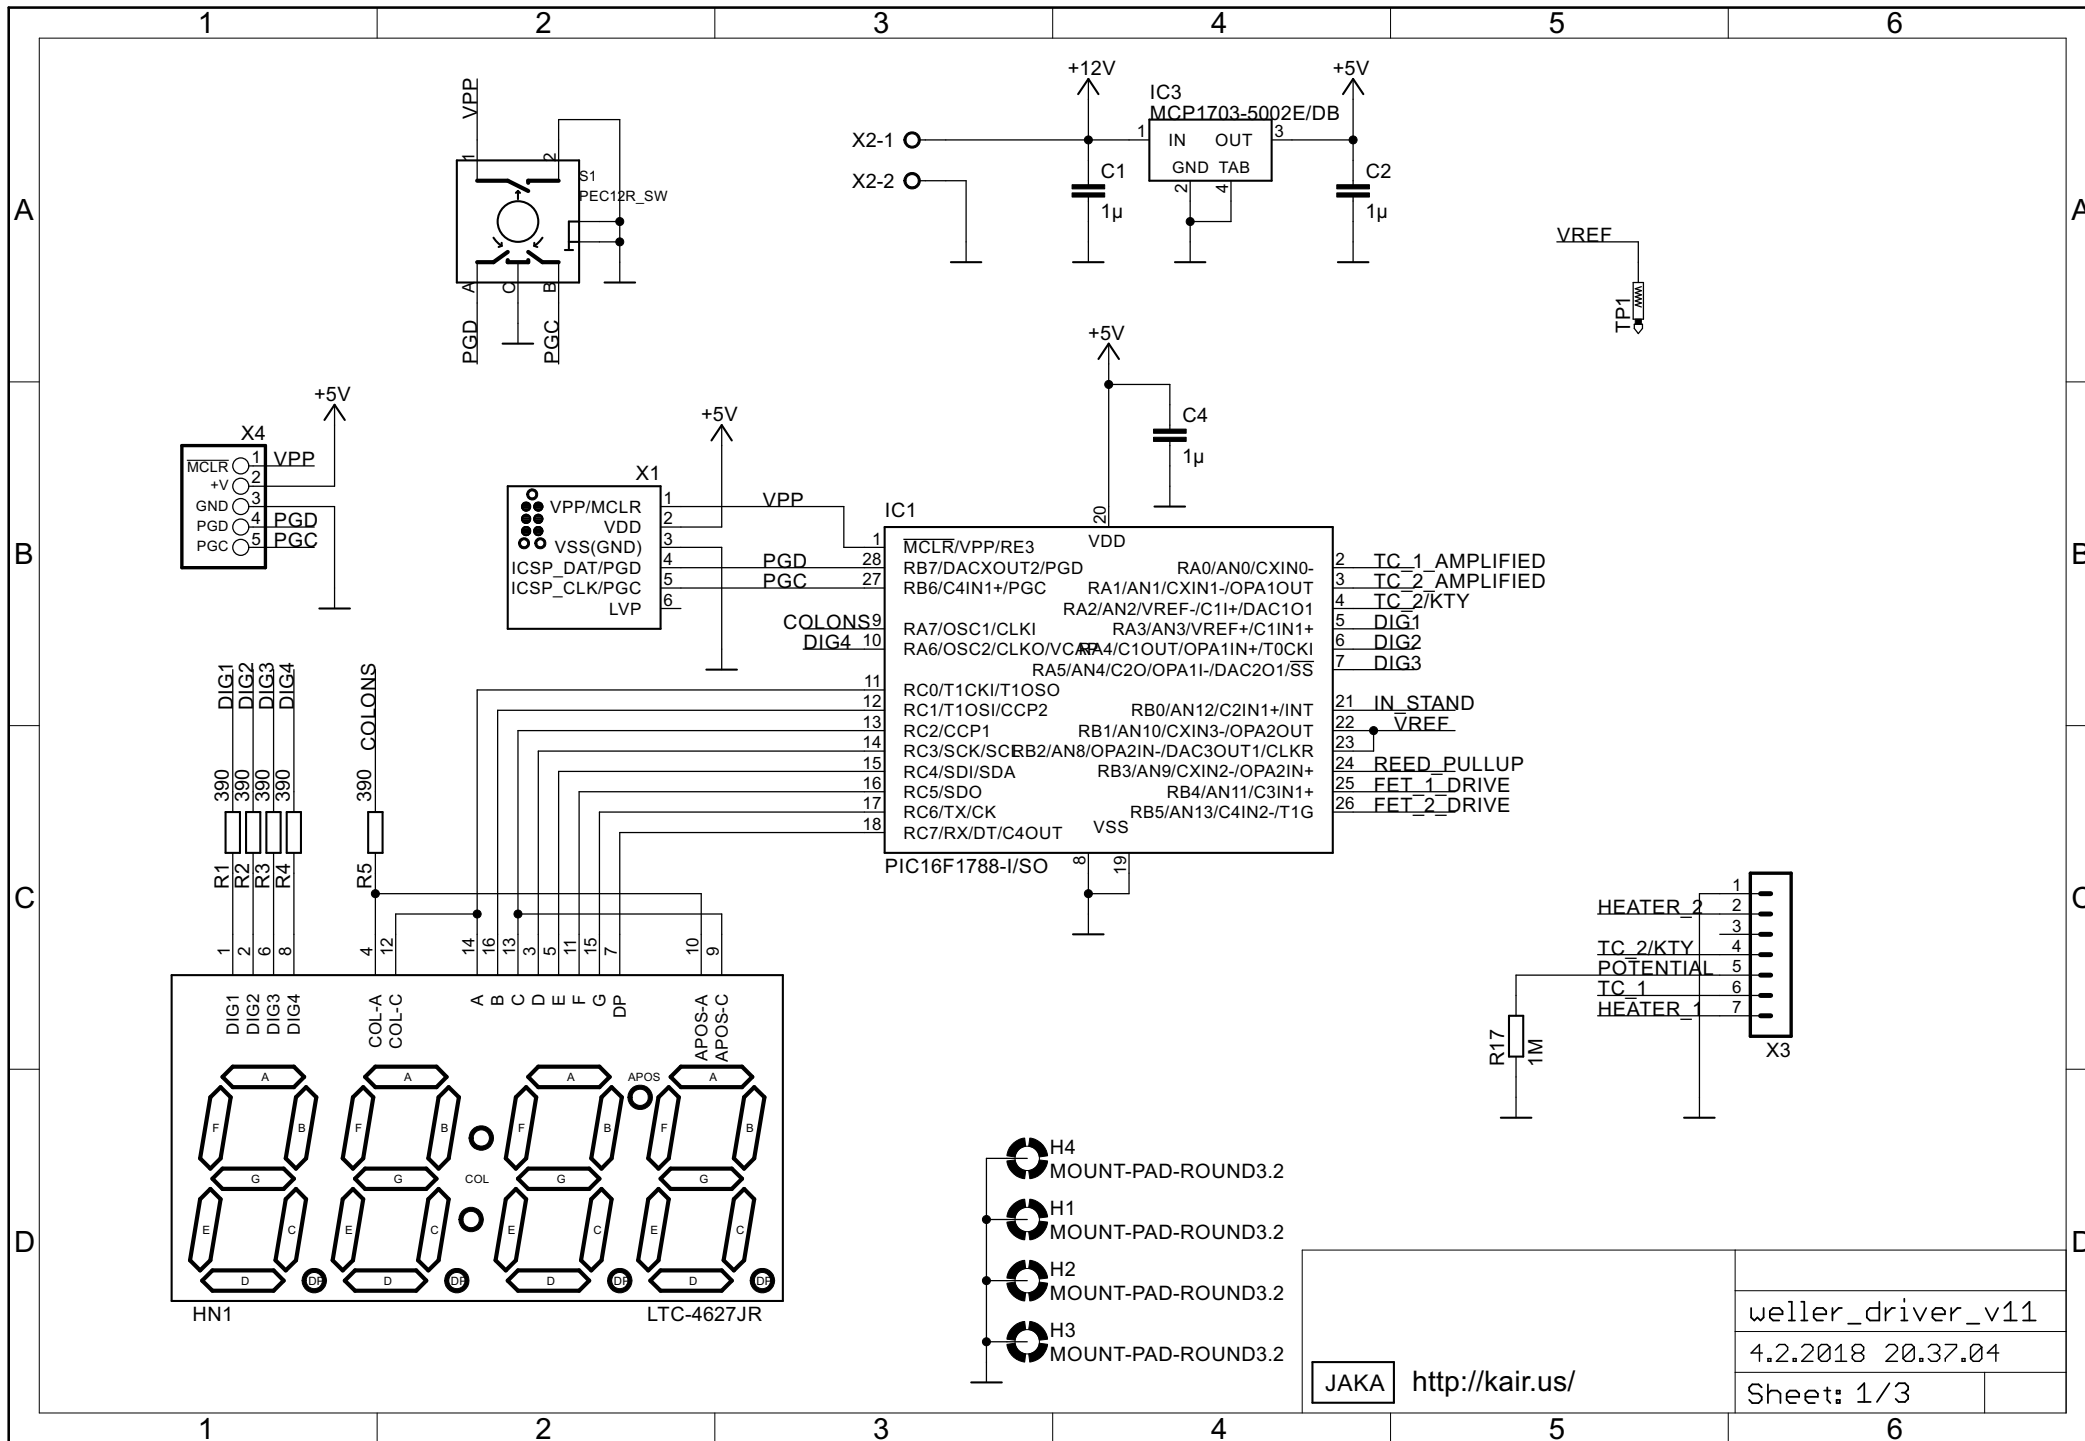 1 2 3 4 5 6
A
A
VPP
1
2
S1
PEC12R_SW
A
C
B
PGD
PGC
+12V
+5V
IC3
MCP1703-5002E/DB
X2-1
1
IN
OUT
3
GND
TAB
2
4
X2-2
C1
1µ
C2
1µ
VREF
TP1
B
B
X4
+5V
MCLR 1 VPP
+V 2
GND 3
PGD 4 PGD
PGC 5 PGC
X1
+5V
VPP/MCLR 1 VPP
VDD 2
VSS(GND) 3
ICSP_DAT/PGD 4 PGD
ICSP_CLK/PGC 5 PGC
LVP 6
+5V
C4
1µ
IC1
20
VDD
1 MCLR/VPP/RE3
28 RB7/DACXOUT2/PGD
27 RB6/C4IN1+/PGC
COLONS 9 RA7/OSC1/CLKI
DIG4 10 RA6/OSC2/CLKO/VCAP
11 RC0/T1CKI/T1OSO
12 RC1/T1OSI/CCP2
13 RC2/CCP1
14 RC3/SCK/SCL
15 RC4/SDI/SDA
16 RC5/SDO
17 RC6/TX/CK
18 RC7/RX/DT/C4OUT
RA0/AN0/CXIN0- 2 TC_1_AMPLIFIED
RA1/AN1/CXIN1-/OPA1OUT 3 TC_2_AMPLIFIED
RA2/AN2/VREF-/C1I+/DAC1O1 4 TC_2/KTY
RA3/AN3/VREF+/C1IN1+ 5 DIG1
RA4/C1OUT/OPA1IN+/T0CKI 6 DIG2
RA5/AN4/C2O/OPA1I-/DAC2O1/SS 7 DIG3
RB0/AN12/C2IN1+/INT 21 IN_STAND
RB1/AN10/CXIN3-/OPA2OUT 22 VREF
RB2/AN8/OPA2IN-/DAC3OUT1/CLKR 23
RB3/AN9/CXIN2-/OPA2IN+ 24 REED_PULLUP
RB4/AN11/C3IN1+ 25 FET_1_DRIVE
RB5/AN13/C4IN2-/T1G 26 FET_2_DRIVE
VSS
PIC16F1788-I/SO
8
19
C
C
DIG1 DIG2 DIG3 DIG4 COLONS
390 390 390 390 390
R1 R2 R3 R4 R5
1 2 6 8 4 12 14 16 13 3 5 11 15 7 10 9
DIG1 DIG2 DIG3 DIG4 COL-A COL-C A B C D E F G DP APOS-A APOS-C
A A A APOS A
F B F B F B F B
G G COL G G
E C E C E C E C
D DP D DP D DP D DP
HN1
LTC-4627JR
1
HEATER_2 2
3
TC_2/KTY 4
POTENTIAL 5
TC_1 6
HEATER_1 7
X3
R17
1M
D
D
H4
MOUNT-PAD-ROUND3.2
H1
MOUNT-PAD-ROUND3.2
H2
MOUNT-PAD-ROUND3.2
H3
MOUNT-PAD-ROUND3.2
JAKA http://kair.us/
weller_driver_v11
4.2.2018 20.37.04
Sheet: 1/3
1 2 3 4 5 6